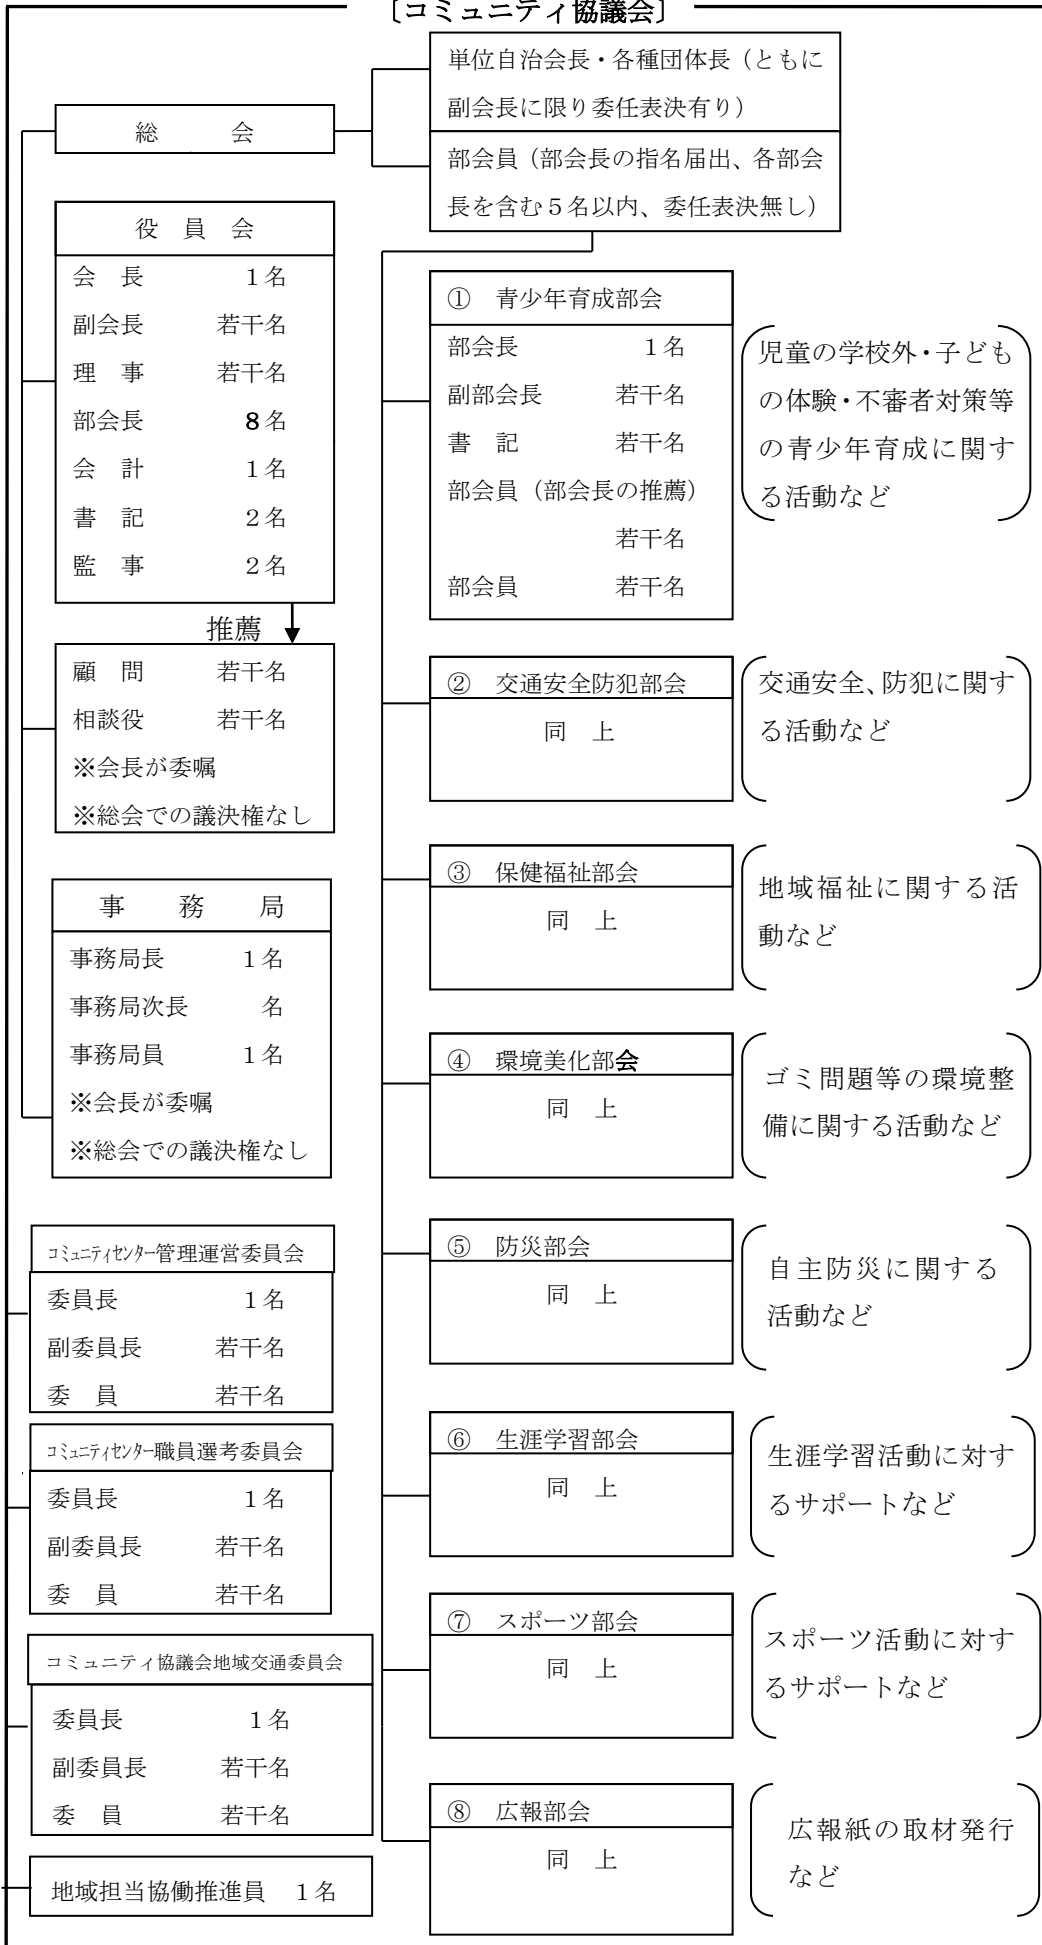 〔コミュニティ協議会〕
総　　会
単位自治会長・各種団体長（ともに
副会長に限り委任表決有り）
部会員（部会長の指名届出、各部会
長を含む５名以内、委任表決無し）
役　員　会
会　長　１名
副会長　若干名
理　事　若干名
部会長　８名
会　計　１名
書　記　２名
監　事　２名
推薦
顧　問　若干名
相談役　若干名
※会長が委嘱
※総会での議決権なし
事　務　局
事務局長　１名
事務局次長　名
事務局員　１名
※会長が委嘱
※総会での議決権なし
コミュニティセンター管理運営委員会
委員長　１名
副委員長　若干名
委　員　若干名
コミュニティセンター職員選考委員会
委員長　１名
副委員長　若干名
委　員　若干名
コミュニティ協議会地域交通委員会
委員長　１名
副委員長　若干名
委　員　若干名
地域担当協働推進員　１名
①　青少年育成部会
部会長　１名
副部会長　若干名
書　記　若干名
部会員（部会長の推薦）
若干名
部会員　若干名
児童の学校外・子ども
の体験・不審者対策等
の青少年育成に関す
る活動など
②　交通安全防犯部会
同　上
交通安全、防犯に関す
る活動など
③　保健福祉部会
同　上
地域福祉に関する活
動など
④　環境美化部会
同　上
ゴミ問題等の環境整
備に関する活動など
⑤　防災部会
同　上
自主防災に関する
活動など
⑥　生涯学習部会
同　上
生涯学習活動に対す
るサポートなど
⑦　スポーツ部会
同　上
スポーツ活動に対す
るサポートなど
⑧　広報部会
同　上
広報紙の取材発行
など